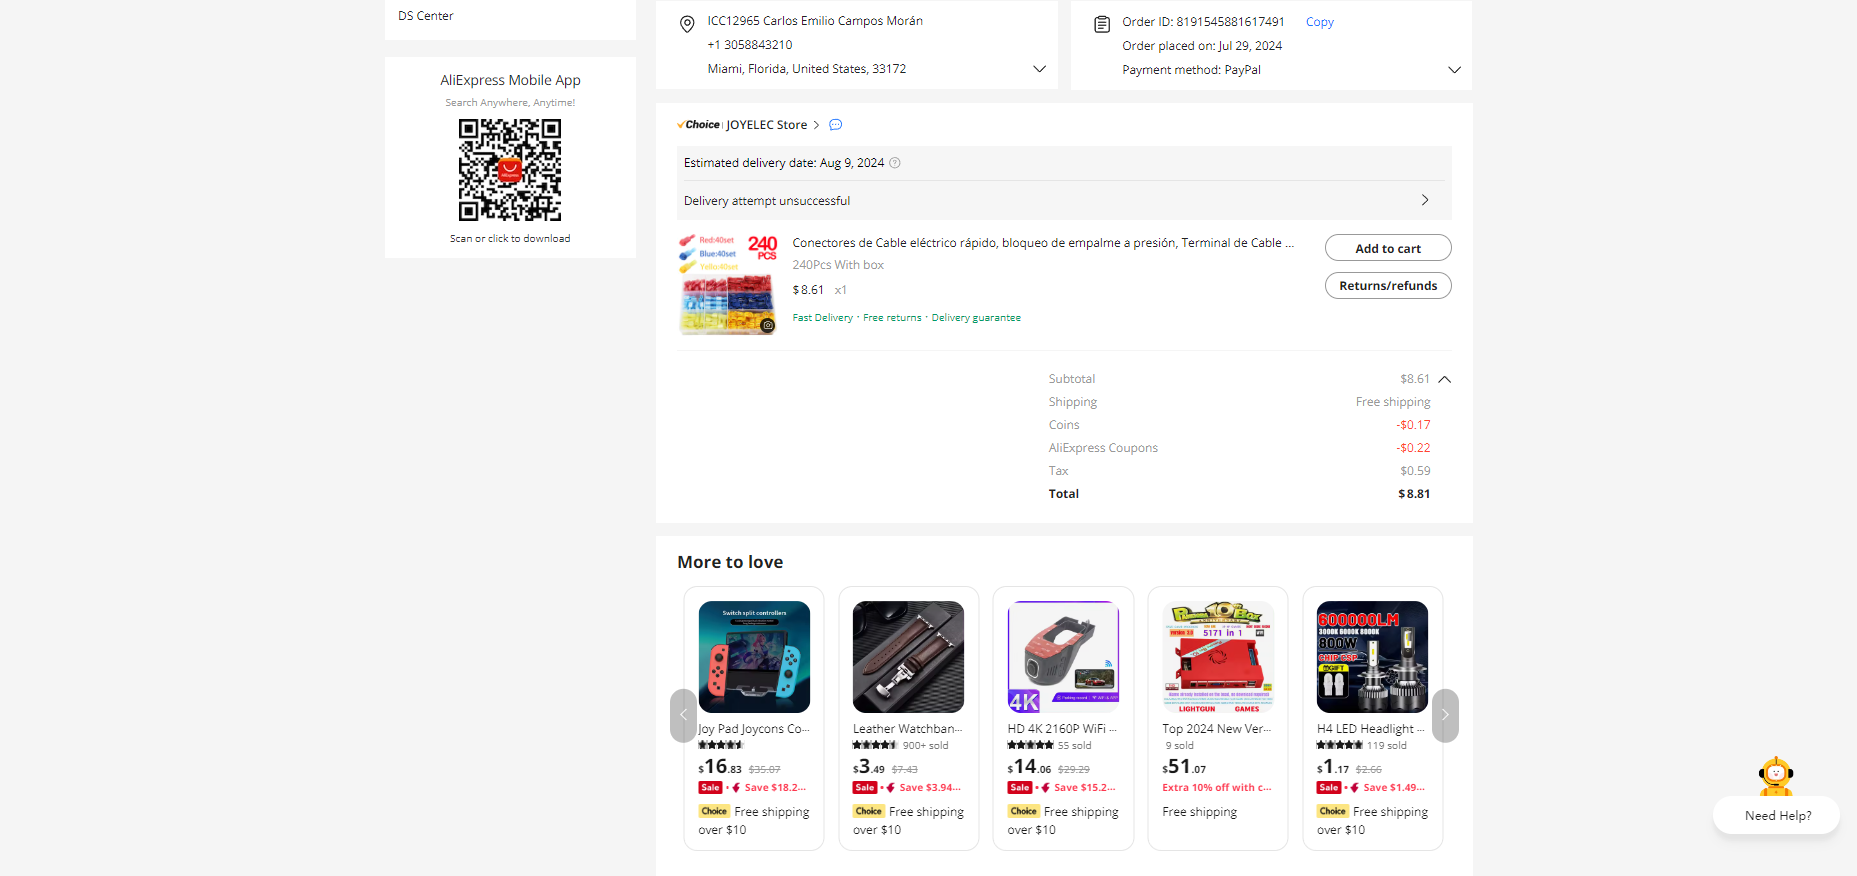 DS Center
AliExpress Mobile App
Search Anywhere, Anytime!
Scan or click to download
ICC12965 Carlos Emilio Campos Morán
+1 3058843210
Miami, Florida, United States, 33172
Order ID: 8191545881617491 Copy
Order placed on: Jul 29, 2024
Payment method: PayPal
Choice JOYELEC Store
Estimated delivery date: Aug 9, 2024
Delivery attempt unsuccessful
Red:40set
Blue:40set
240
PCS
Conectores de Cable eléctrico rápido, bloqueo de empalme a presión, Terminal de Cable ...
240Pcs With box
$8.61 x1
Fast Delivery · Free returns · Delivery guarantee
Add to cart
Returns/refunds
Subtotal $8.61
Shipping Free shipping
Coins -$0.17
AliExpress Coupons -$0.22
Tax $0.59
Total $8.81
More to love
Switch split controllers
Joy Pad Joycons Co...
$16.83 $35.07
Sale Save $18.2...
Choice Free shipping
over $10
Leather Watchban...
900+ sold
$3.49 $7.43
Sale Save $3.94...
Choice Free shipping
over $10
4K
HD 4K 2160P WiFi ...
55 sold
$14.06 $29.29
Sale Save $15.2...
Choice Free shipping
over $10
5171 in 1
LIGHTGUN GAMES
Top 2024 New Ver...
9 sold
$51.07
Extra 10% off with c...
Free shipping
600000LM
3000K 6000K 8000K
800W
CHIP CSP
GIFT
H4 LED Headlight ...
119 sold
$1.17 $2.66
Sale Save $1.49...
Choice Free shipping
over $10
Need Help?